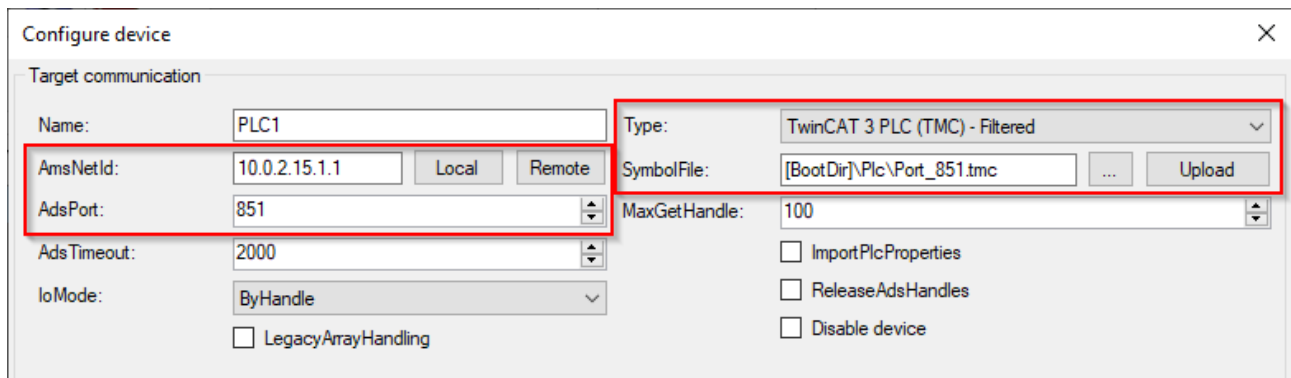 Configure device
Target communication
Name: PLC1 Type: TwinCAT 3 PLC (TMC) - Filtered
AmsNetId: 10.0.2.15.1.1 Local Remote SymbolFile: [BootDir]\Plc\Port_851.tmc ... Upload
AdsPort: 851 MaxGetHandle: 100
AdsTimeout: 2000 ImportPlcProperties
IoMode: ByHandle ReleaseAdsHandles
LegacyArrayHandling Disable device